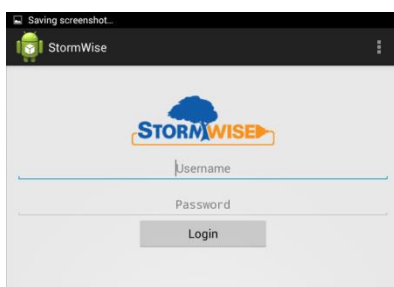 Saving screenshot...
StormWise
STORMWISE
Username
Password
Login